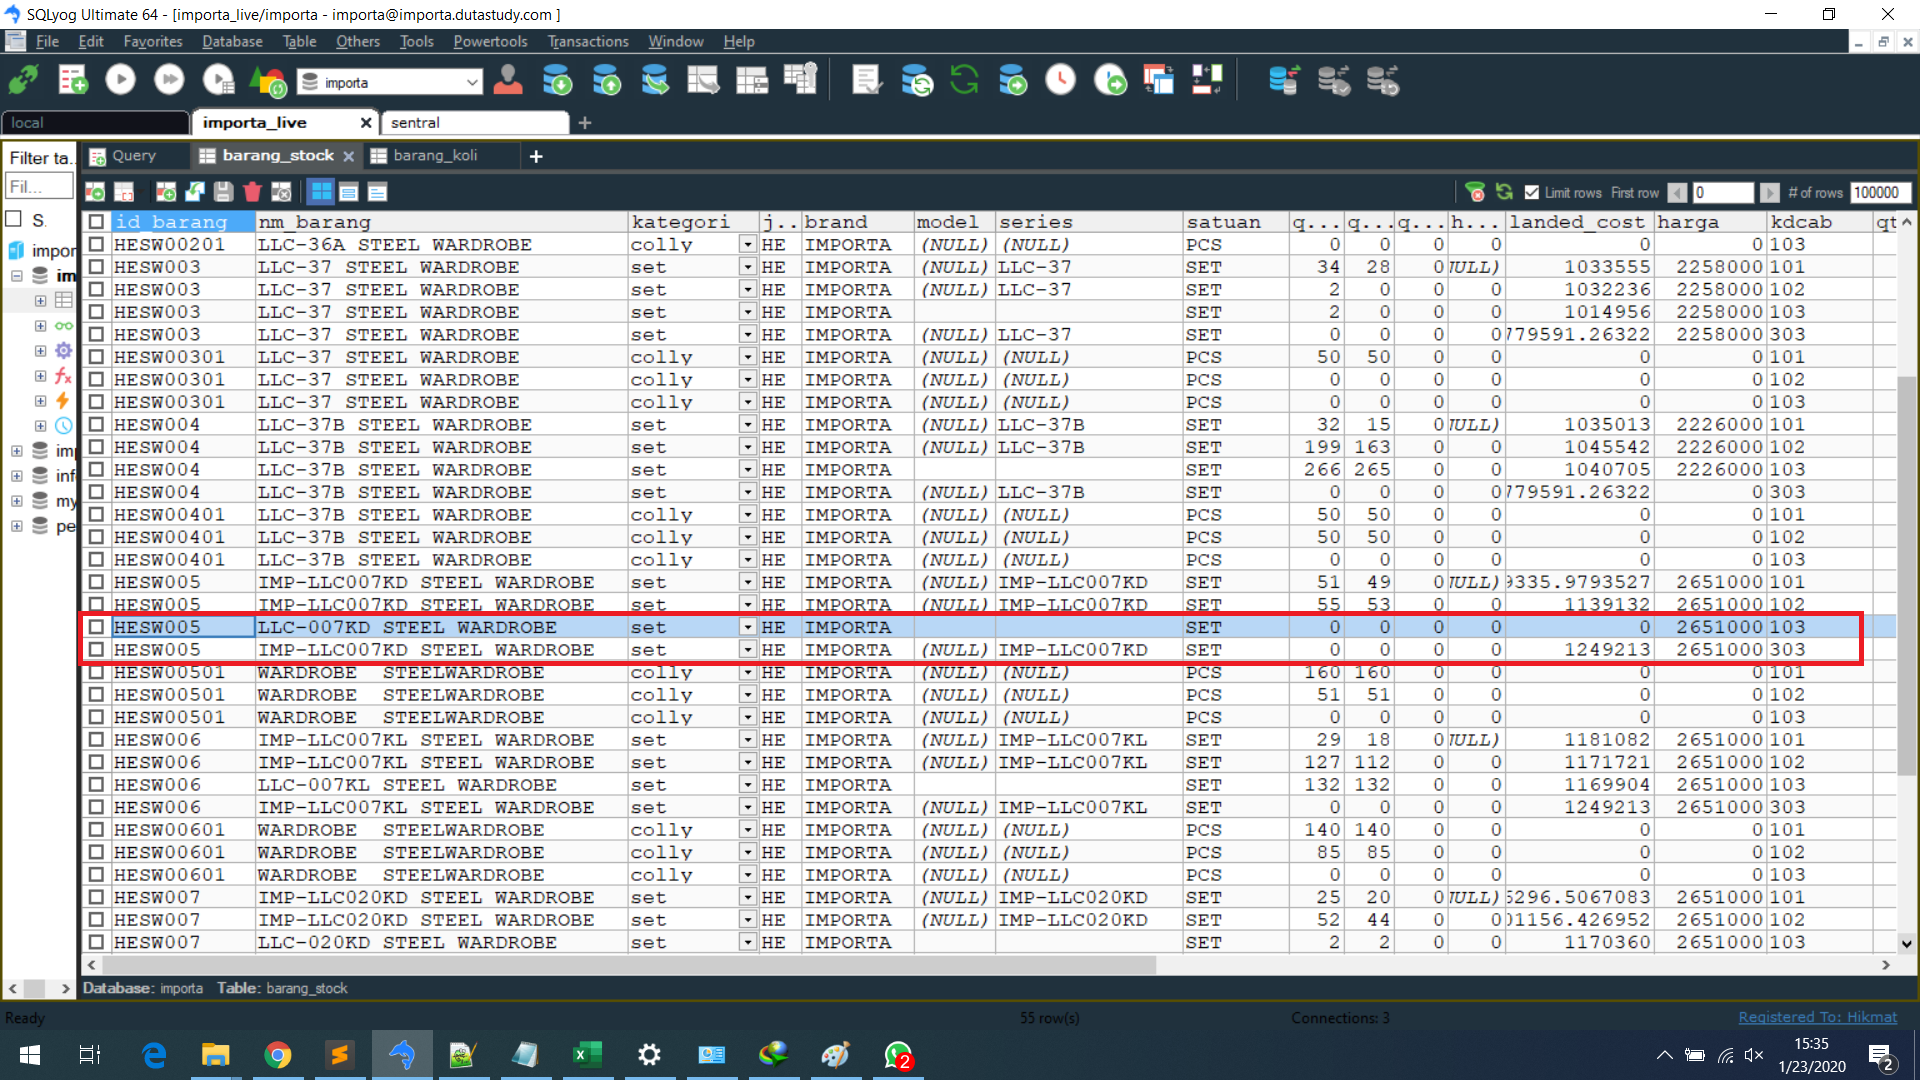 SQLyog Ultimate 64 - [importa_live/importa - importa@importa.dutastudy.com ]
File Edit Favorites Database Table Others Tools Powertools Transactions Window Help
importa
local importa_live sentral
Filter ta... Query barang_stock barang_koli
Fil... Limit rows First row 0 # of rows 100000
S.
id_barang nm_barang kategori j.. brand model series satuan q... q... q... h... landed_cost harga kdcab qt
HESW00201 LLC-36A STEEL WARDROBE colly HE IMPORTA (NULL) (NULL) PCS 0 0 0 0 0 0 103
HESW003 LLC-37 STEEL WARDROBE set HE IMPORTA (NULL) LLC-37 SET 34 28 0 ULL) 1033555 2258000 101
HESW003 LLC-37 STEEL WARDROBE set HE IMPORTA (NULL) LLC-37 SET 2 0 0 0 1032236 2258000 102
HESW003 LLC-37 STEEL WARDROBE set HE IMPORTA SET 2 0 0 0 1014956 2258000 103
HESW003 LLC-37 STEEL WARDROBE set HE IMPORTA (NULL) LLC-37 SET 0 0 0 0 779591.26322 2258000 303
HESW00301 LLC-37 STEEL WARDROBE colly HE IMPORTA (NULL) (NULL) PCS 50 50 0 0 0 0 101
HESW00301 LLC-37 STEEL WARDROBE colly HE IMPORTA (NULL) (NULL) PCS 0 0 0 0 0 0 102
HESW00301 LLC-37 STEEL WARDROBE colly HE IMPORTA (NULL) (NULL) PCS 0 0 0 0 0 0 103
HESW004 LLC-37B STEEL WARDROBE set HE IMPORTA (NULL) LLC-37B SET 32 15 0 ULL) 1035013 2226000 101
HESW004 LLC-37B STEEL WARDROBE set HE IMPORTA (NULL) LLC-37B SET 199 163 0 0 1045542 2226000 102
HESW004 LLC-37B STEEL WARDROBE set HE IMPORTA SET 266 265 0 0 1040705 2226000 103
HESW004 LLC-37B STEEL WARDROBE set HE IMPORTA (NULL) LLC-37B SET 0 0 0 0 779591.26322 0 303
HESW00401 LLC-37B STEEL WARDROBE colly HE IMPORTA (NULL) (NULL) PCS 50 50 0 0 0 0 101
HESW00401 LLC-37B STEEL WARDROBE colly HE IMPORTA (NULL) (NULL) PCS 50 50 0 0 0 0 102
HESW00401 LLC-37B STEEL WARDROBE colly HE IMPORTA (NULL) (NULL) PCS 0 0 0 0 0 0 103
HESW005 IMP-LLC007KD STEEL WARDROBE set HE IMPORTA (NULL) IMP-LLC007KD SET 51 49 0 ULL) 9335.9793527 2651000 101
HESW005 IMP-LLC007KD STEEL WARDROBE set HE IMPORTA (NULL) IMP-LLC007KD SET 55 53 0 0 1139132 2651000 102
HESW005 LLC-007KD STEEL WARDROBE set HE IMPORTA SET 0 0 0 0 0 2651000 103
HESW005 IMP-LLC007KD STEEL WARDROBE set HE IMPORTA (NULL) IMP-LLC007KD SET 0 0 0 0 1249213 2651000 303
HESW00501 WARDROBE STEELWARDROBE colly HE IMPORTA (NULL) (NULL) PCS 160 160 0 0 0 0 101
HESW00501 WARDROBE STEELWARDROBE colly HE IMPORTA (NULL) (NULL) PCS 51 51 0 0 0 0 102
HESW00501 WARDROBE STEELWARDROBE colly HE IMPORTA (NULL) (NULL) PCS 0 0 0 0 0 0 103
HESW006 IMP-LLC007KL STEEL WARDROBE set HE IMPORTA (NULL) IMP-LLC007KL SET 29 18 0 ULL) 1181082 2651000 101
HESW006 IMP-LLC007KL STEEL WARDROBE set HE IMPORTA (NULL) IMP-LLC007KL SET 127 112 0 0 1171721 2651000 102
HESW006 LLC-007KL STEEL WARDROBE set HE IMPORTA SET 132 132 0 0 1169904 2651000 103
HESW006 IMP-LLC007KL STEEL WARDROBE set HE IMPORTA (NULL) IMP-LLC007KL SET 0 0 0 0 1249213 2651000 303
HESW00601 WARDROBE STEELWARDROBE colly HE IMPORTA (NULL) (NULL) PCS 140 140 0 0 0 0 101
HESW00601 WARDROBE STEELWARDROBE colly HE IMPORTA (NULL) (NULL) PCS 85 85 0 0 0 0 102
HESW00601 WARDROBE STEELWARDROBE colly HE IMPORTA (NULL) (NULL) PCS 0 0 0 0 0 0 103
HESW007 IMP-LLC020KD STEEL WARDROBE set HE IMPORTA (NULL) IMP-LLC020KD SET 25 20 0 ULL) 5296.5067083 2651000 101
HESW007 IMP-LLC020KD STEEL WARDROBE set HE IMPORTA (NULL) IMP-LLC020KD SET 52 44 0 0 01156.426952 2651000 102
HESW007 LLC-020KD STEEL WARDROBE set HE IMPORTA SET 2 2 0 0 1170360 2651000 103
impor
im
fx
imp
info
my
pe
Database: importa Table: barang_stock
Ready 55 row(s) Connections: 3 Registered To: Hikmat
2
15:35
1/23/2020
2